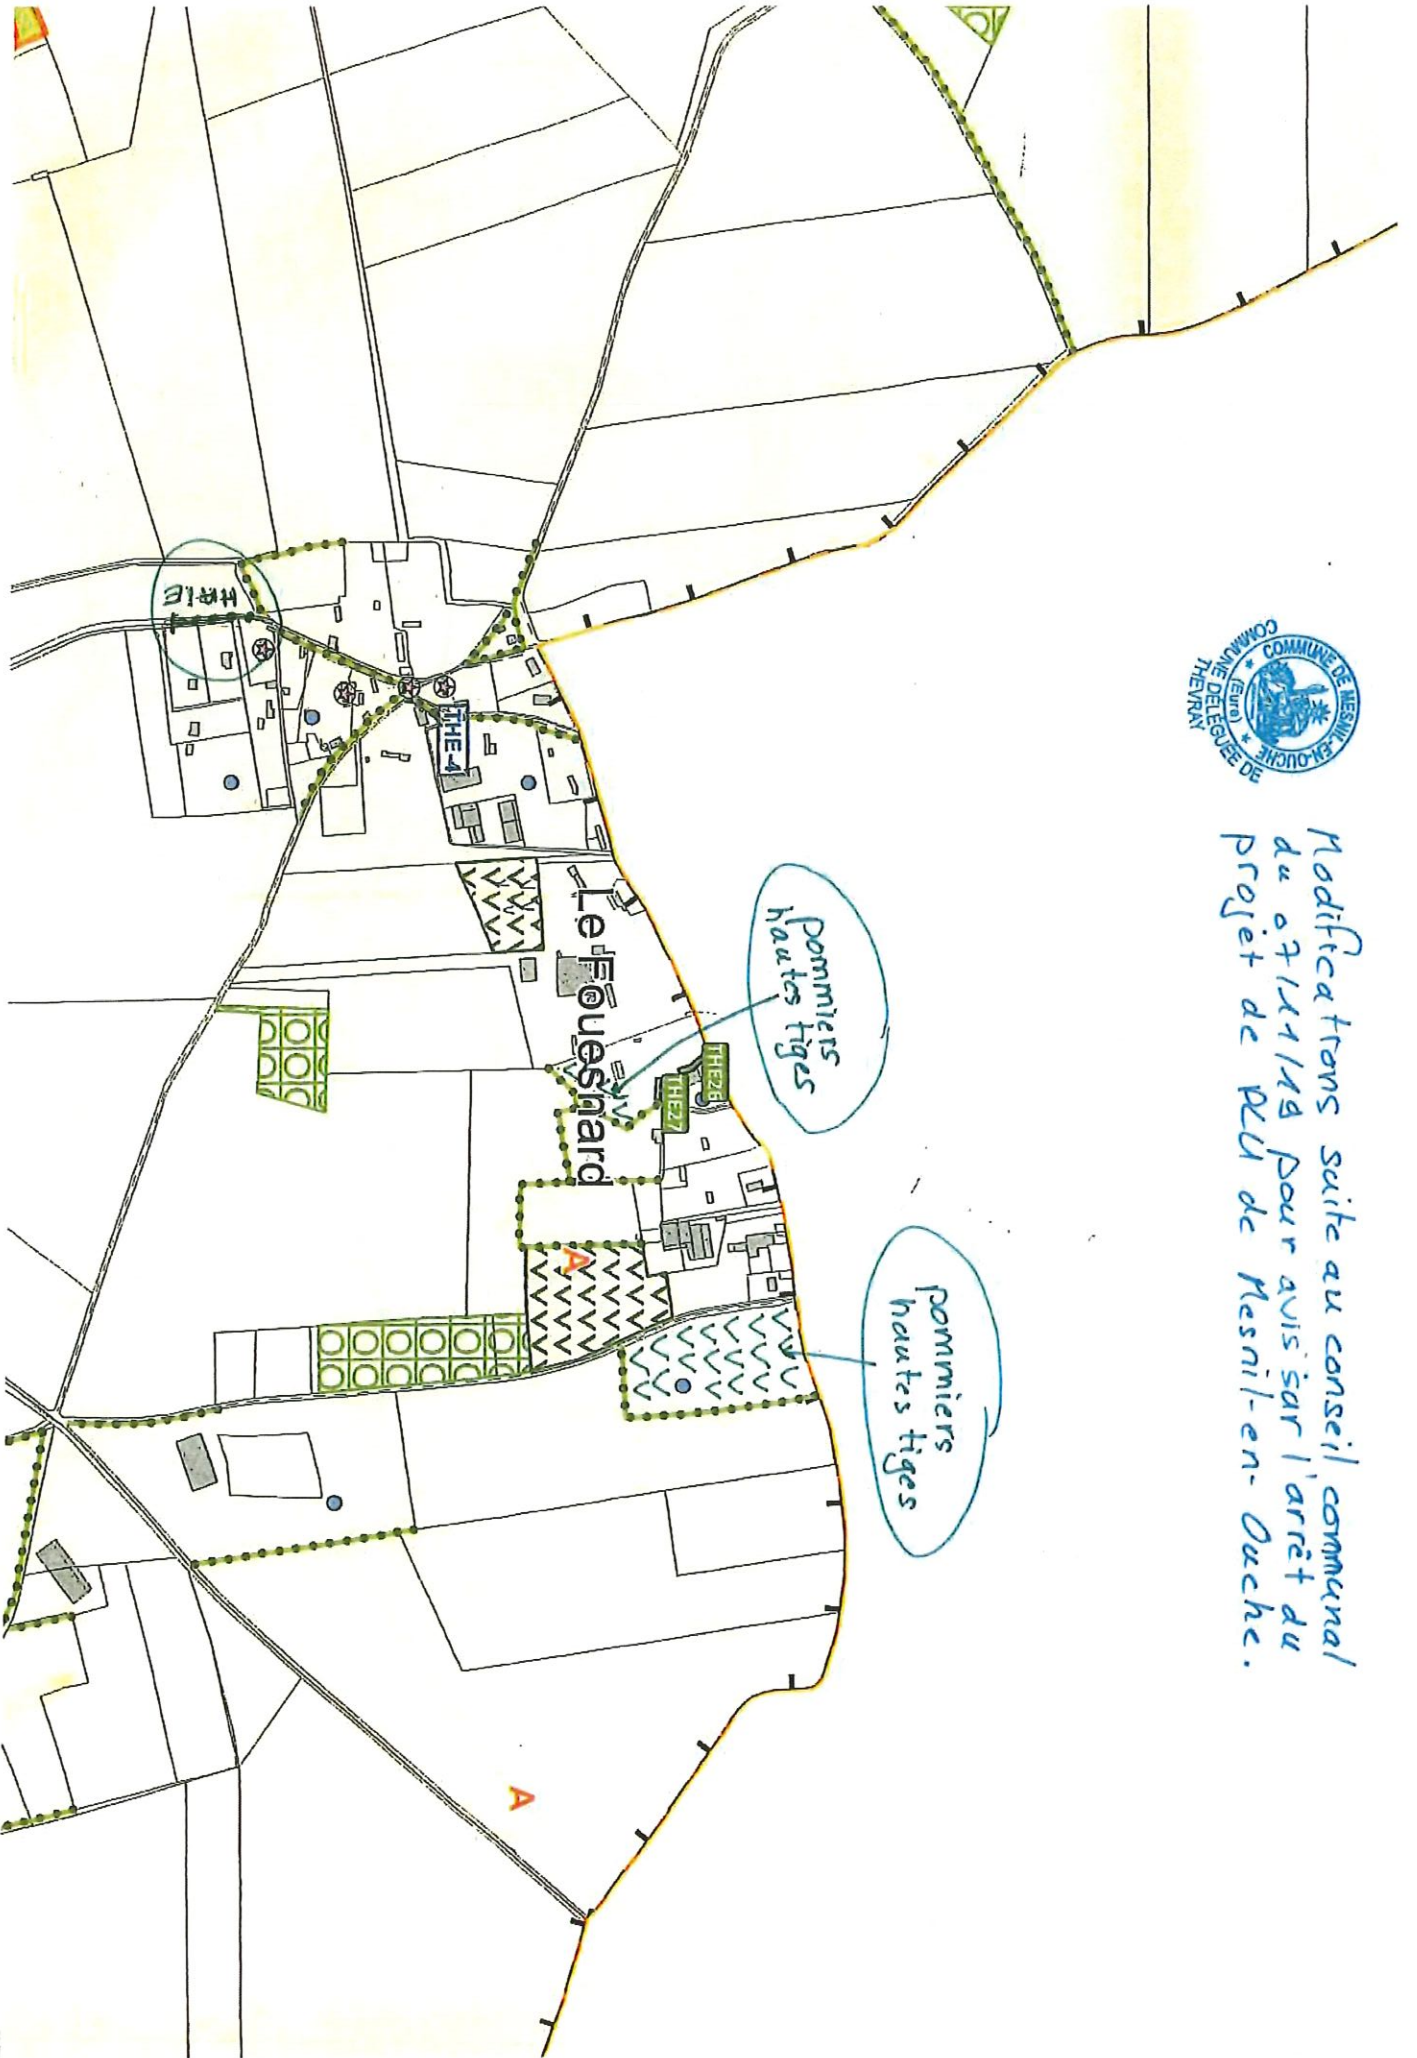 Modifications suite au conseil communal
du 07/11/18 pour avis sur l'arrêt du
projet de PLU de Mesnil-en-Ouche.
COMMUNE DE MESNIL-EN-OUCHE
(Eure)
COMMUNE DÉLÉGUÉE DE
THEVRAY
pommiers
hautes tiges
pommiers
hautes tiges
THE26
THE27
Le Fouesnard
THE-4
A
A